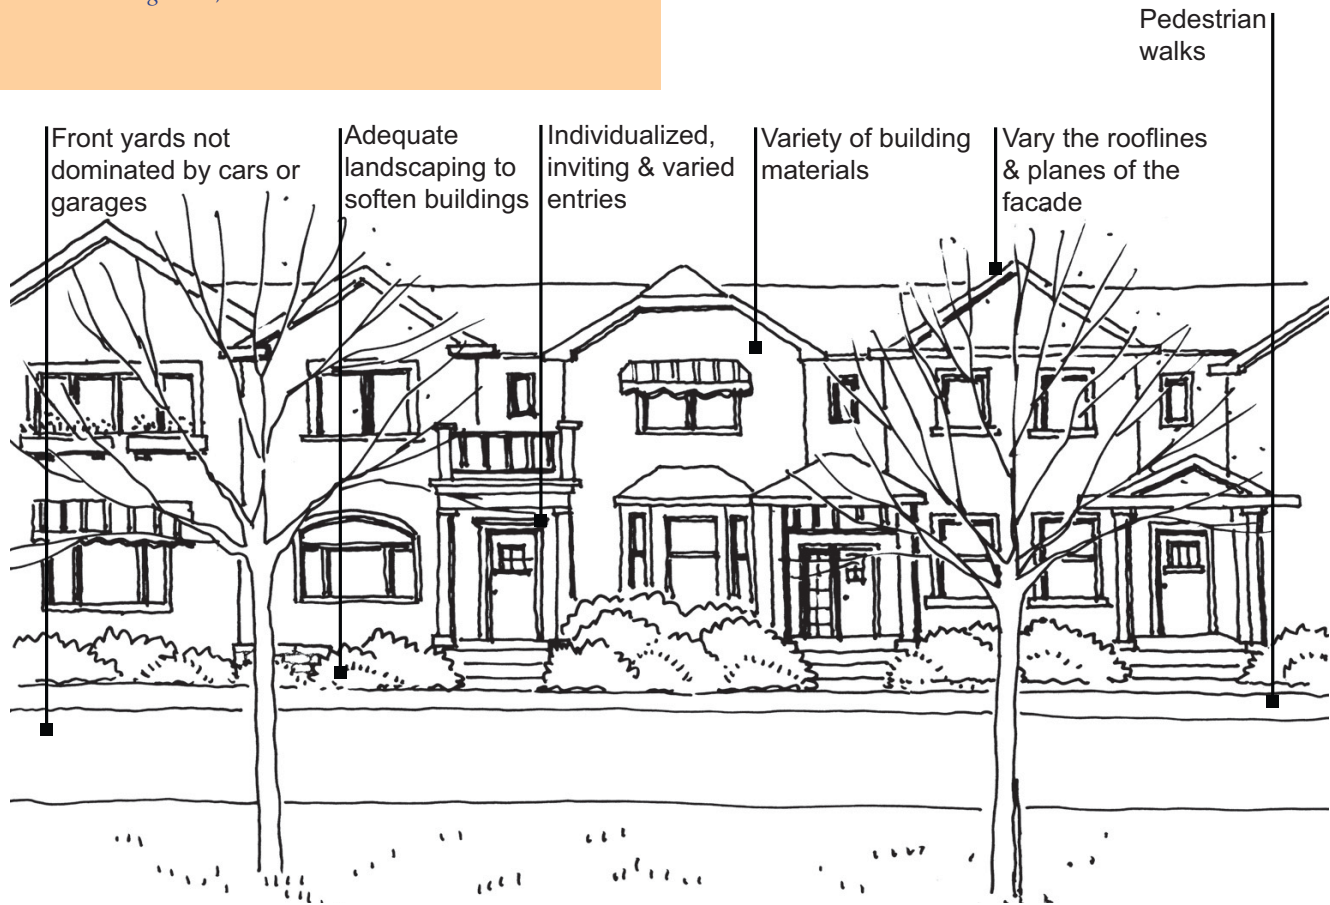 Pedestrian
walks
Front yards not
dominated by cars or
garages
Adequate
landscaping to
soften buildings
Individualized,
inviting & varied
entries
Variety of building
materials
Vary the rooflines
& planes of the
facade